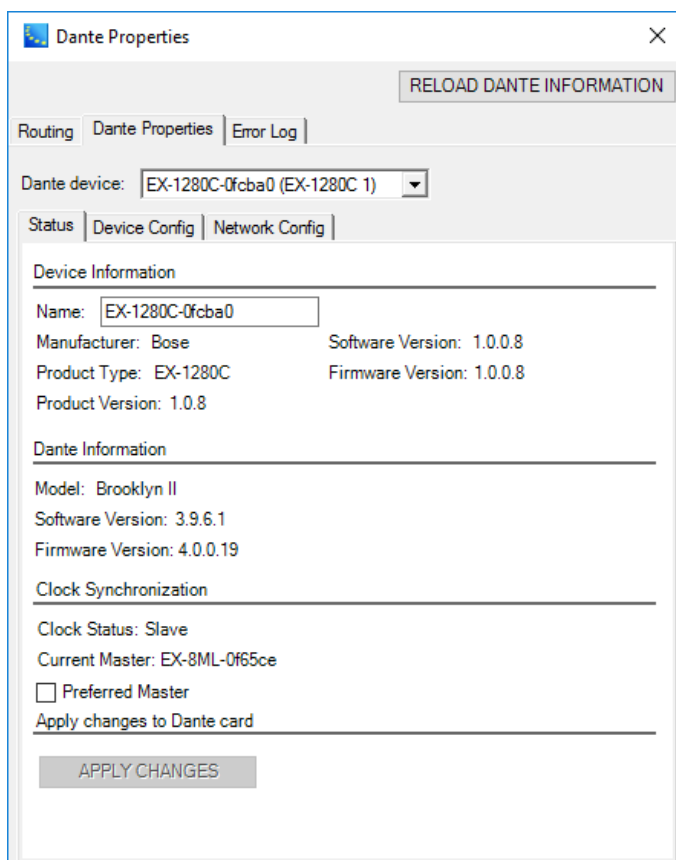 Dante Properties
RELOAD DANTE INFORMATION
Routing Dante Properties Error Log
Dante device: EX-1280C-0fcba0 (EX-1280C 1)
Status Device Config Network Config
Device Information
Name: EX-1280C-0fcba0
Manufacturer: Bose Software Version: 1.0.0.8
Product Type: EX-1280C Firmware Version: 1.0.0.8
Product Version: 1.0.8
Dante Information
Model: Brooklyn II
Software Version: 3.9.6.1
Firmware Version: 4.0.0.19
Clock Synchronization
Clock Status: Slave
Current Master: EX-8ML-0f65ce
Preferred Master
Apply changes to Dante card
APPLY CHANGES